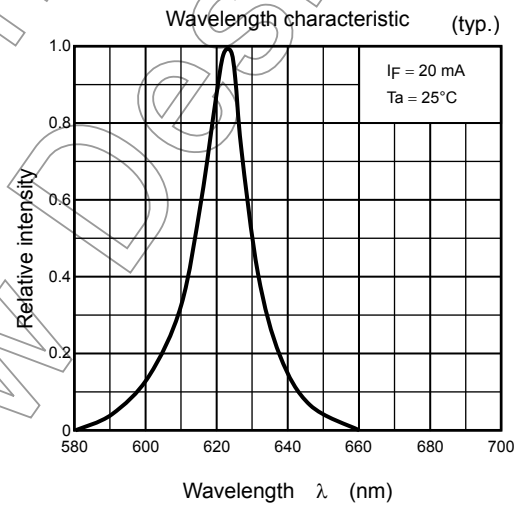 Wavelength characteristic (typ.)
1.0
0.8
0.6
0.4
0.2
0
Relative intensity
IF = 20 mA
Ta = 25°C
580 600 620 640 660 680 700
Wavelength λ (nm)